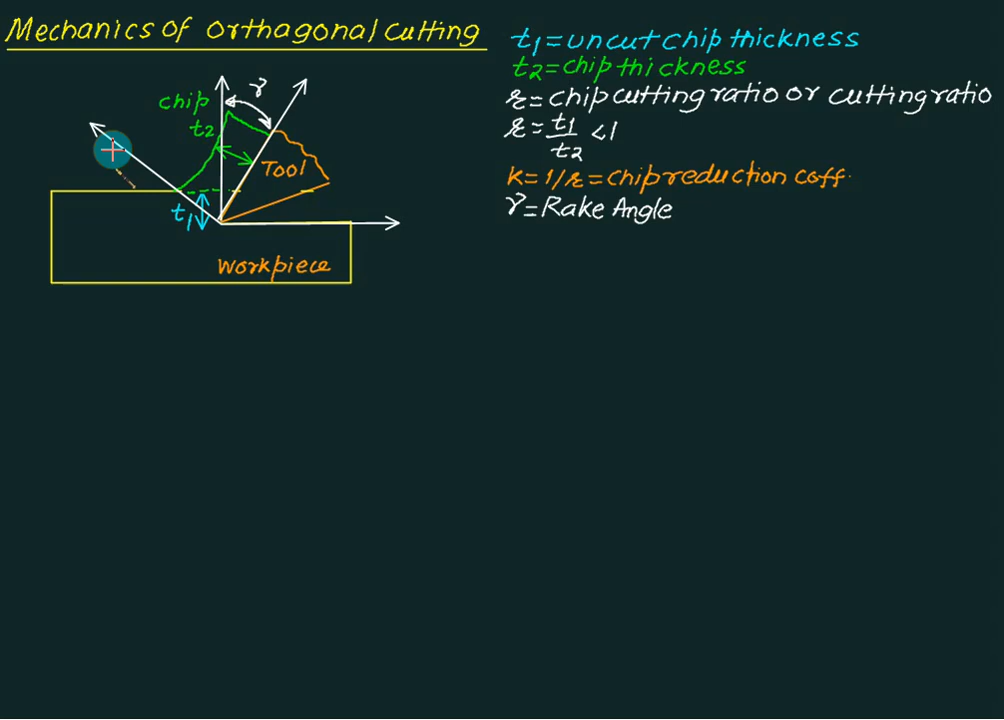 Mechanics of Orthagonal Cutting
t1=uncut chip thickness
t2=chip thickness
r=chip cutting ratio or cutting ratio
r=t1/t2 <1
K=1/r=chip reduction coff.
γ=Rake Angle
γ
chip
t2
Tool
t1
workpiece